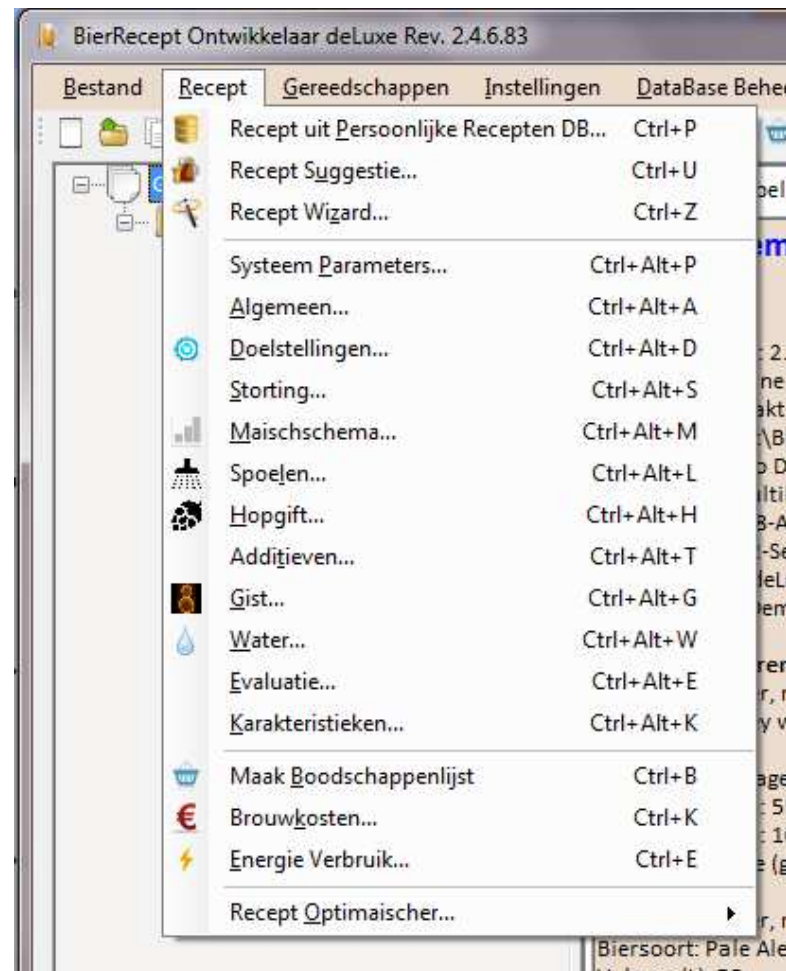 BierRecept Ontwikkelaar deLuxe Rev. 2.4.6.83
Bestand Recept Gereedschappen Instellingen DataBase
Recept uit Persoonlijke Recepten DB... Ctrl+P
Recept Suggestie... Ctrl+U
Recept Wizard... Ctrl+Z
Systeem Parameters... Ctrl+Alt+P
Algemeen... Ctrl+Alt+A
Doelstellingen... Ctrl+Alt+D
Storting... Ctrl+Alt+S
Maischschema... Ctrl+Alt+M
Spoelen... Ctrl+Alt+L
Hopgift... Ctrl+Alt+H
Additieven... Ctrl+Alt+T
Gist... Ctrl+Alt+G
Water... Ctrl+Alt+W
Evaluatie... Ctrl+Alt+E
Karakteristieken... Ctrl+Alt+K
Maak Boodschappenlijst Ctrl+B
Brouwkosten... Ctrl+K
Energie Verbruik... Ctrl+E
Recept Optimaischer...
Biersoort: Pale Ale